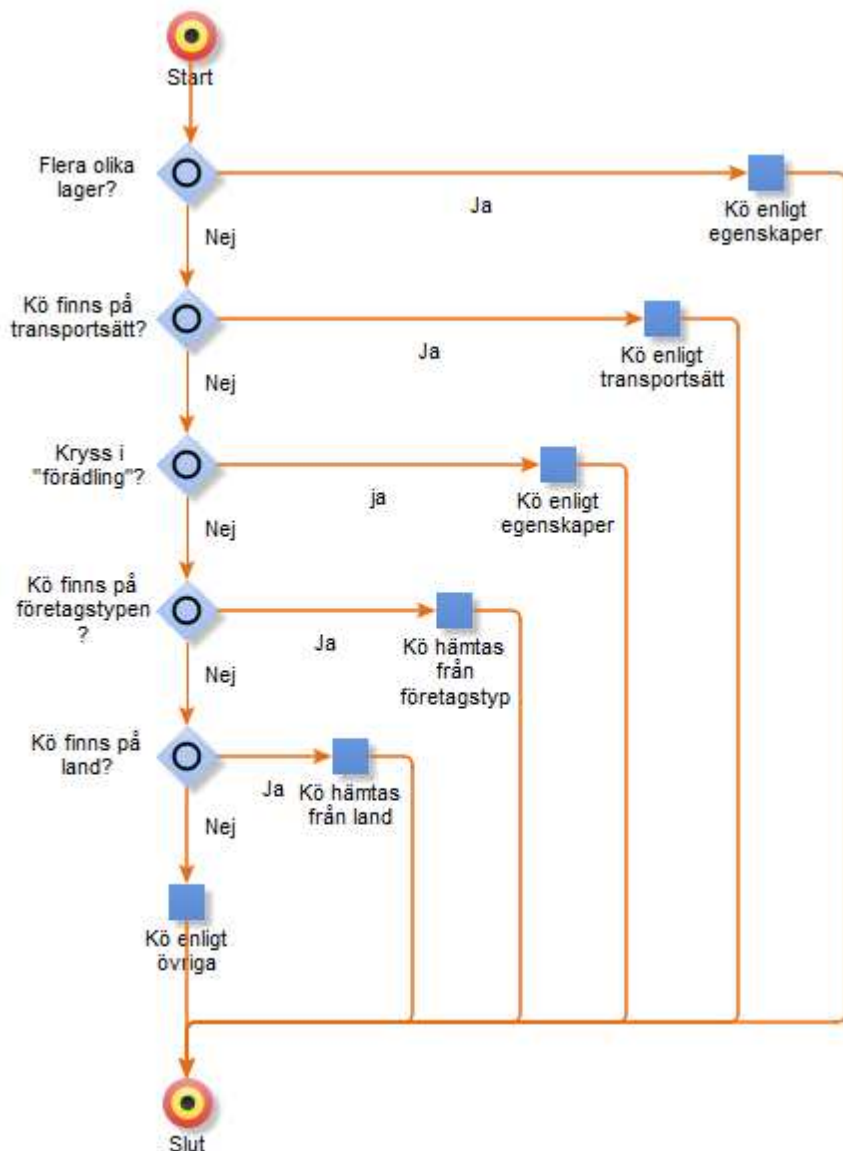 Start
Flera olika
lager?
Ja
Kö enligt
egenskaper
Nej
Kö finns på
transportsätt?
Ja
Kö enligt
transportsätt
Nej
Kryss i
"förädling"?
ja
Kö enligt
egenskaper
Nej
Kö finns på
företagstypen
?
Ja
Kö hämtas
från
företagstyp
Nej
Kö finns på
land?
Ja
Kö hämtas
från land
Nej
Kö enligt
övriga
Slut